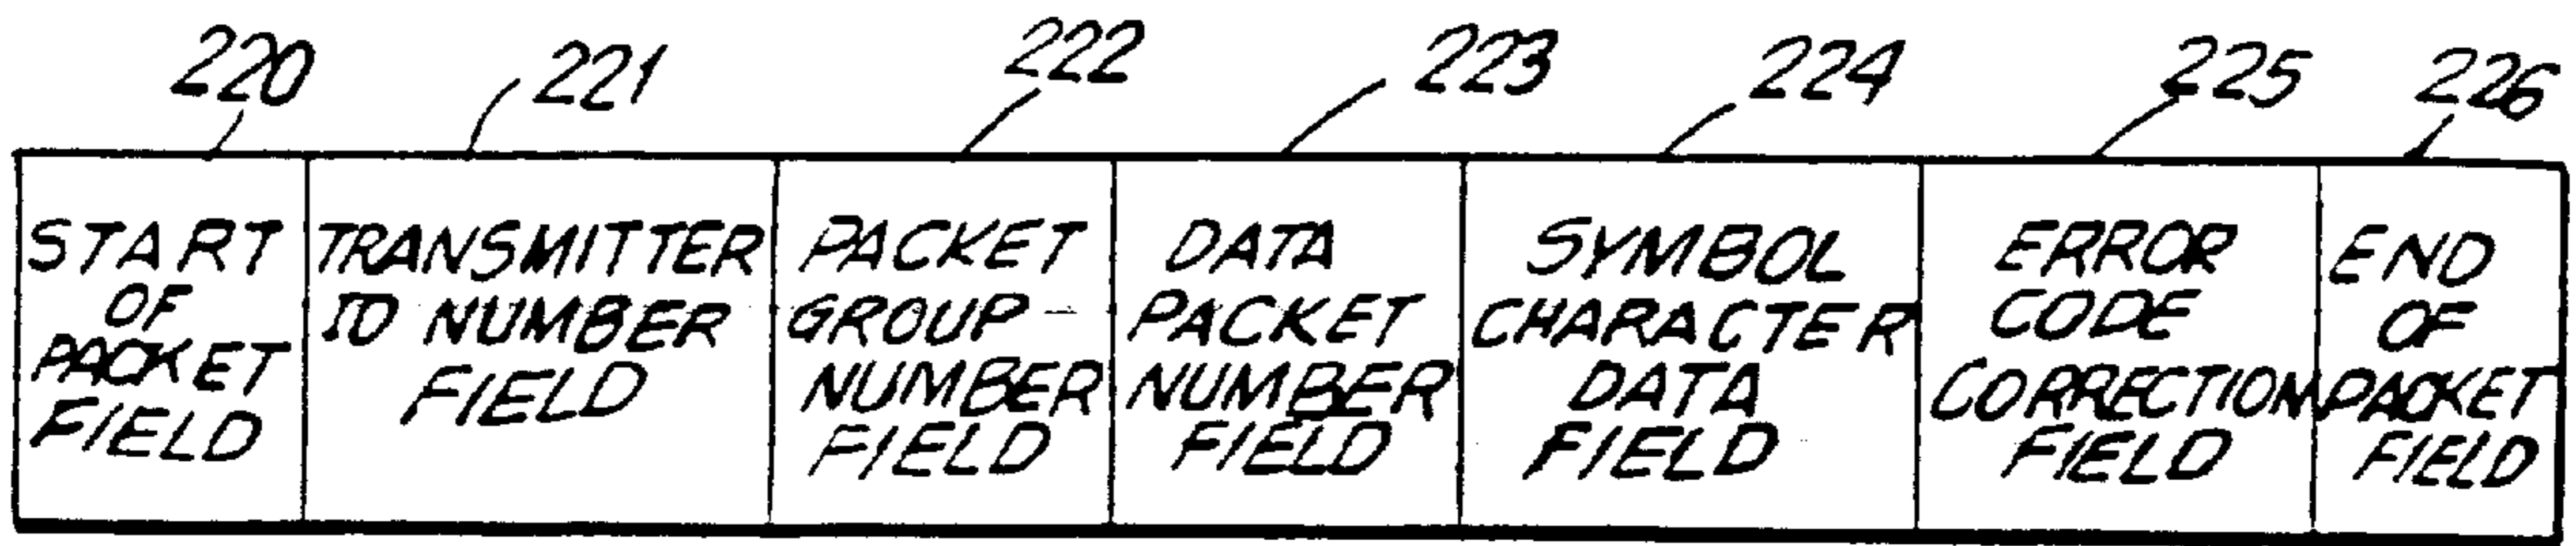 220 221 222 223 224 225 226
START
OF
PACKET
FIELD
TRANSMITTER
ID NUMBER
FIELD
PACKET
GROUP
NUMBER
FIELD
DATA
PACKET
NUMBER
FIELD
SYMBOL
CHARACTER
DATA
FIELD
ERROR
CODE
CORRECTION
FIELD
END
OF
PACKET
FIELD